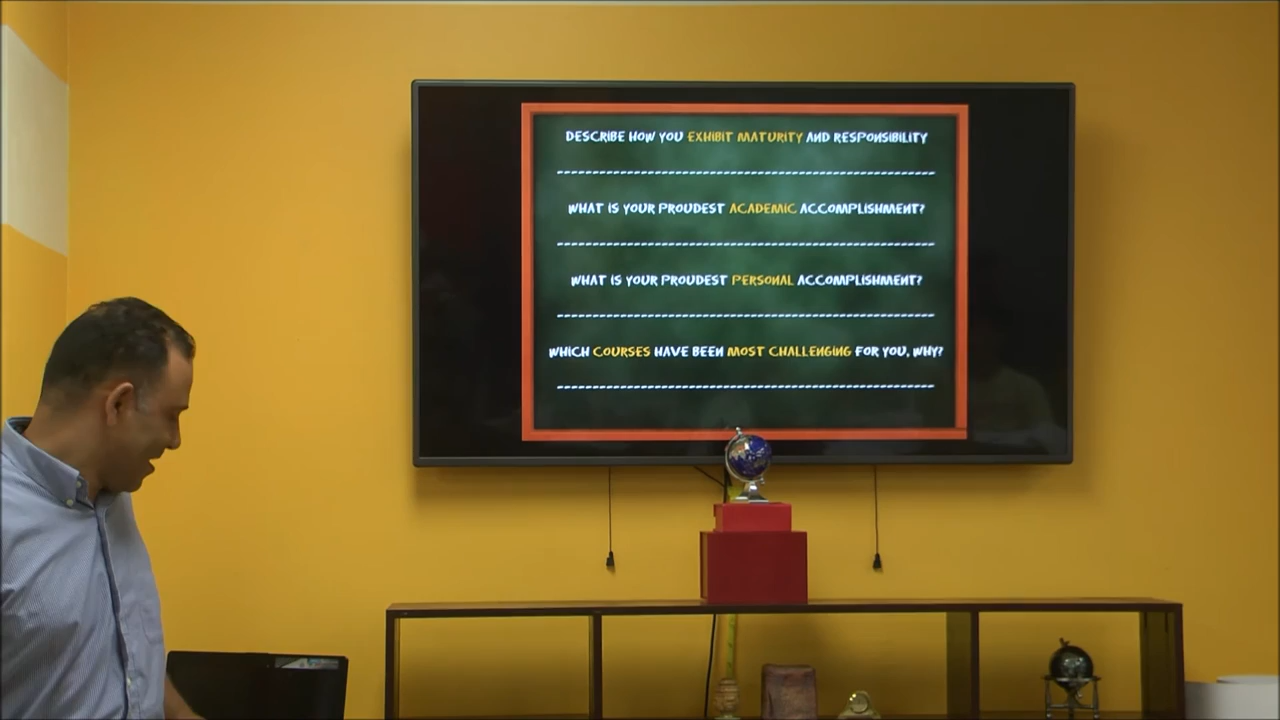 DESCRIBE HOW YOU EXHIBIT MATURITY AND RESPONSIBILITY
WHAT IS YOUR PROUDEST ACADEMIC ACCOMPLISHMENT?
WHAT IS YOUR PROUDEST PERSONAL ACCOMPLISHMENT?
WHICH COURSES HAVE BEEN MOST CHALLENGING FOR YOU, WHY?